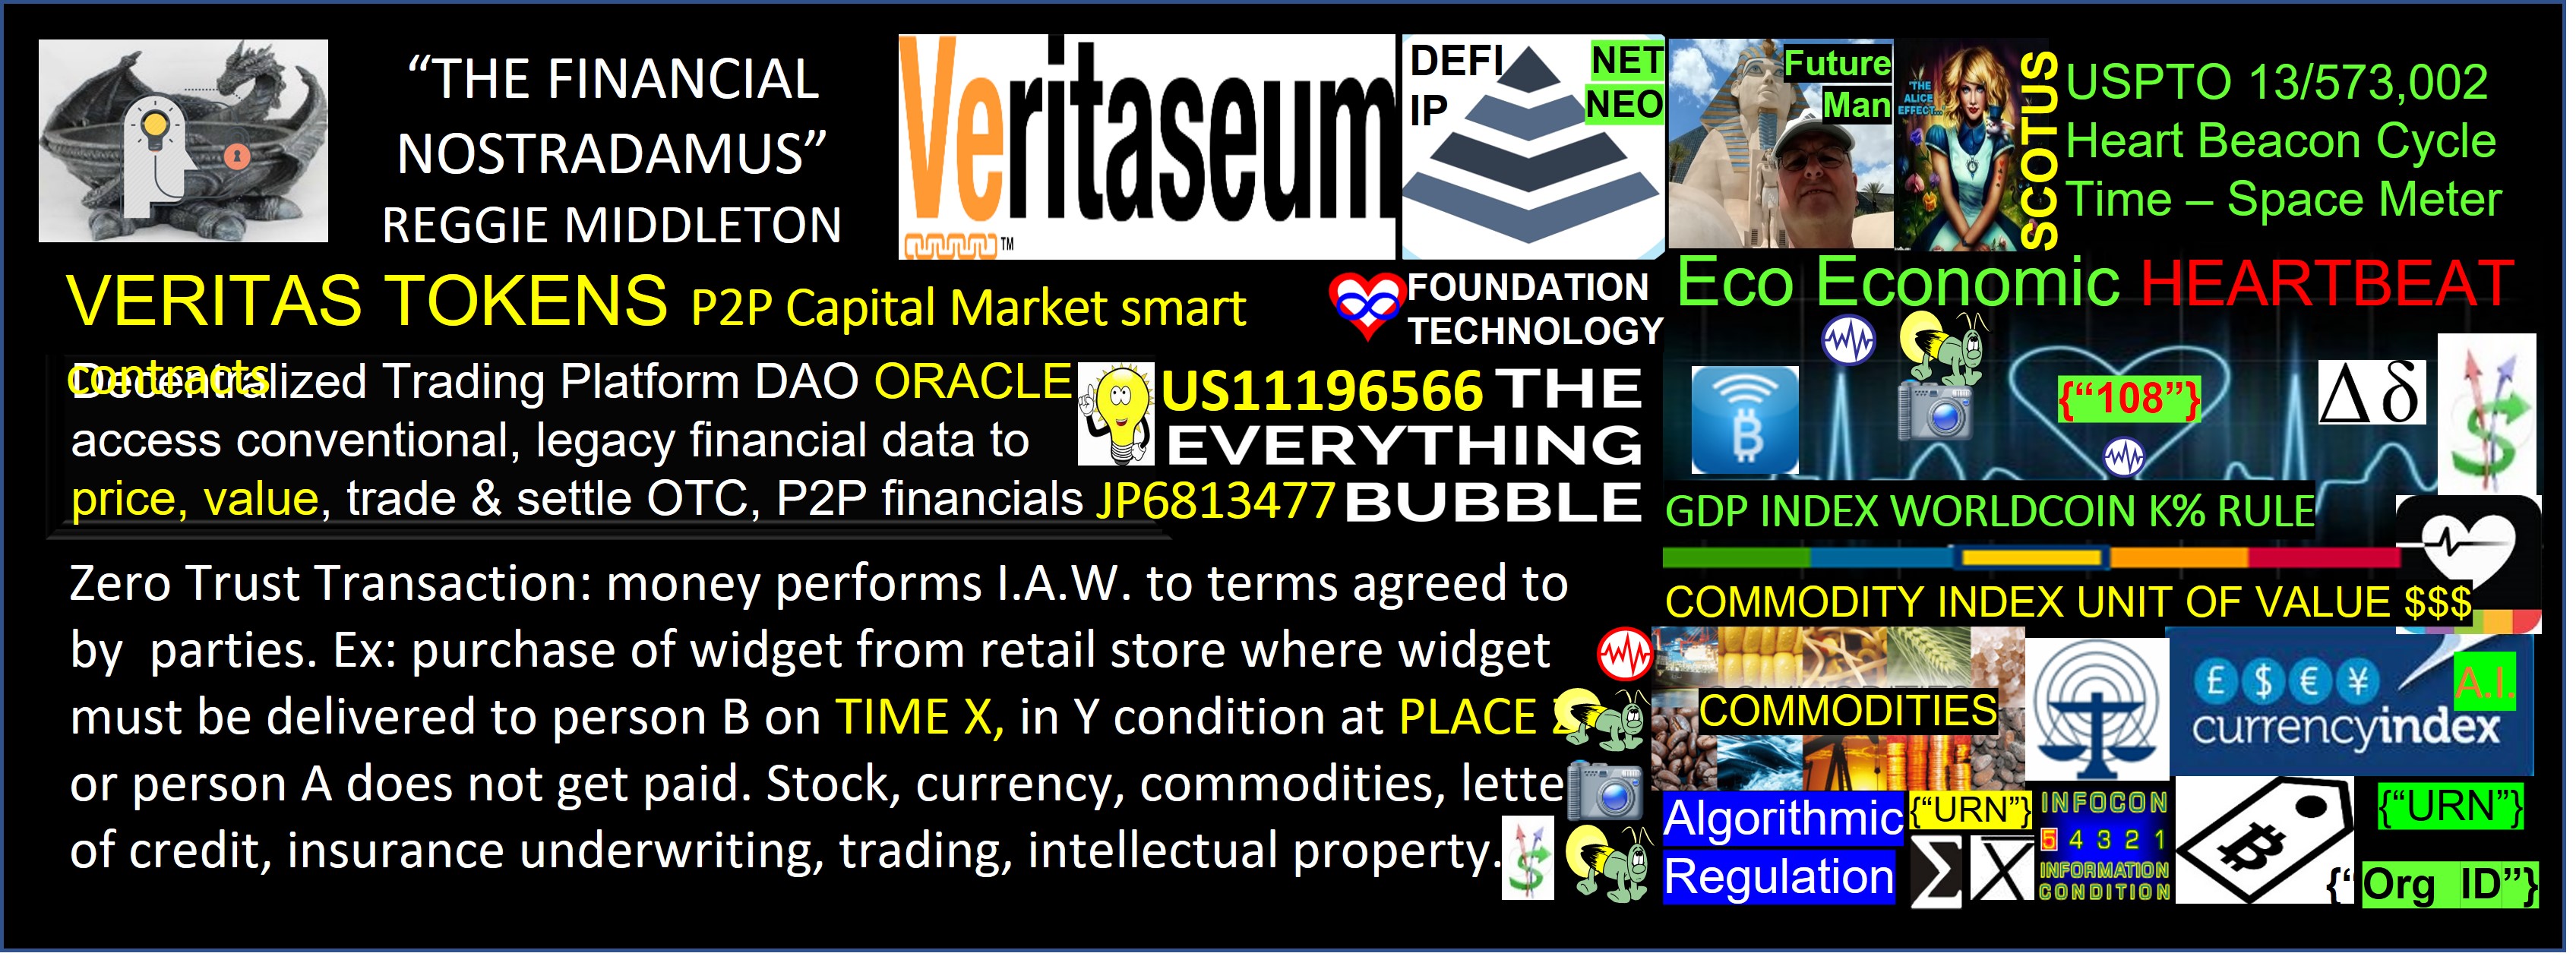 “THE FINANCIAL
NOSTRADAMUS”
REGGIE MIDDLETON
Veritaseum
TM
DEFI
IP
NET
NEO
Future
Man
'THE
ALICE
EFFECT...'
SCOTUS
USPTO 13/573,002
Heart Beacon Cycle
Time – Space Meter
VERITAS TOKENS P2P Capital Market smart
contracts
FOUNDATION
TECHNOLOGY
Eco Economic HEARTBEAT
Decentralized Trading Platform DAO ORACLE
access conventional, legacy financial data to
price, value, trade & settle OTC, P2P financials
US11196566 THE
EVERYTHING
JP6813477 BUBBLE
{“108”}
Δ δ
GDP INDEX WORLDCOIN K% RULE
COMMODITY INDEX UNIT OF VALUE $$$
Zero Trust Transaction: money performs I.A.W. to terms agreed to
by parties. Ex: purchase of widget from retail store where widget
must be delivered to person B on TIME X, in Y condition at PLACE
or person A does not get paid. Stock, currency, commodities, lette
of credit, insurance underwriting, trading, intellectual property.
COMMODITIES
£ $ € ¥
A.I.
currencyindex
Algorithmic
Regulation
{“URN”}
Σ X
INFOCON
5 4 3 2 1
INFORMATION
CONDITION
{“URN”}
{“Org ID”}